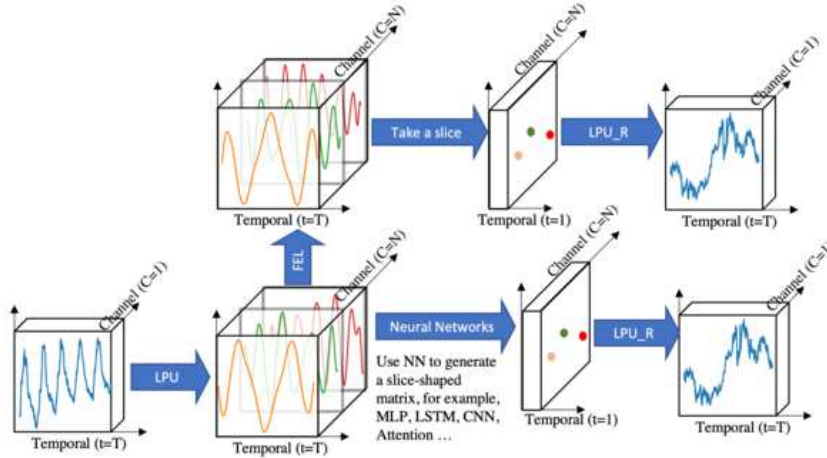 Channel (C=N)
Channel (C=N)
Channel (C=1)
Take a slice
LPU_R
Temporal (t=T)
Temporal (t=1)
Temporal (t=T)
FEL
Channel (C=1)
Channel (C=N)
Channel (C=N)
Channel (C=1
LPU
Neural Networks
LPU_R
Use NN to generate
a slice-shaped
matrix, for example,
MLP, LSTM, CNN,
Attention ...
Temporal (t=T)
Temporal (t=T)
Temporal (t=1)
Temporal (t=T)